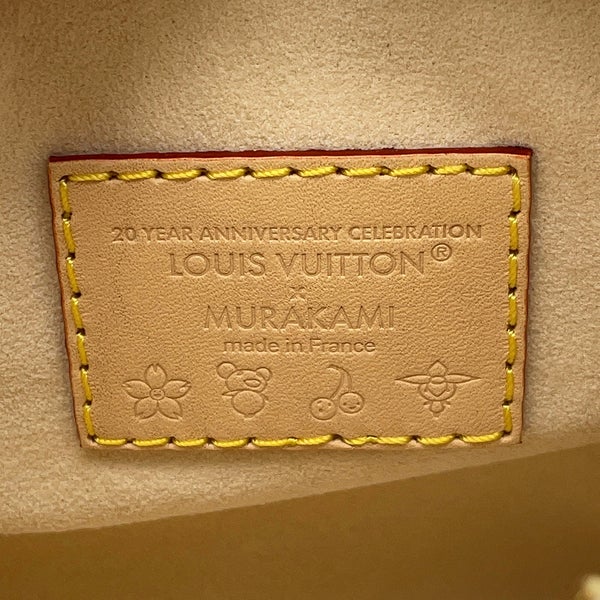 20 YEAR ANNIVERSARY CELEBRATION
LOUIS VUITTON®
×
MURAKAMI
made in France